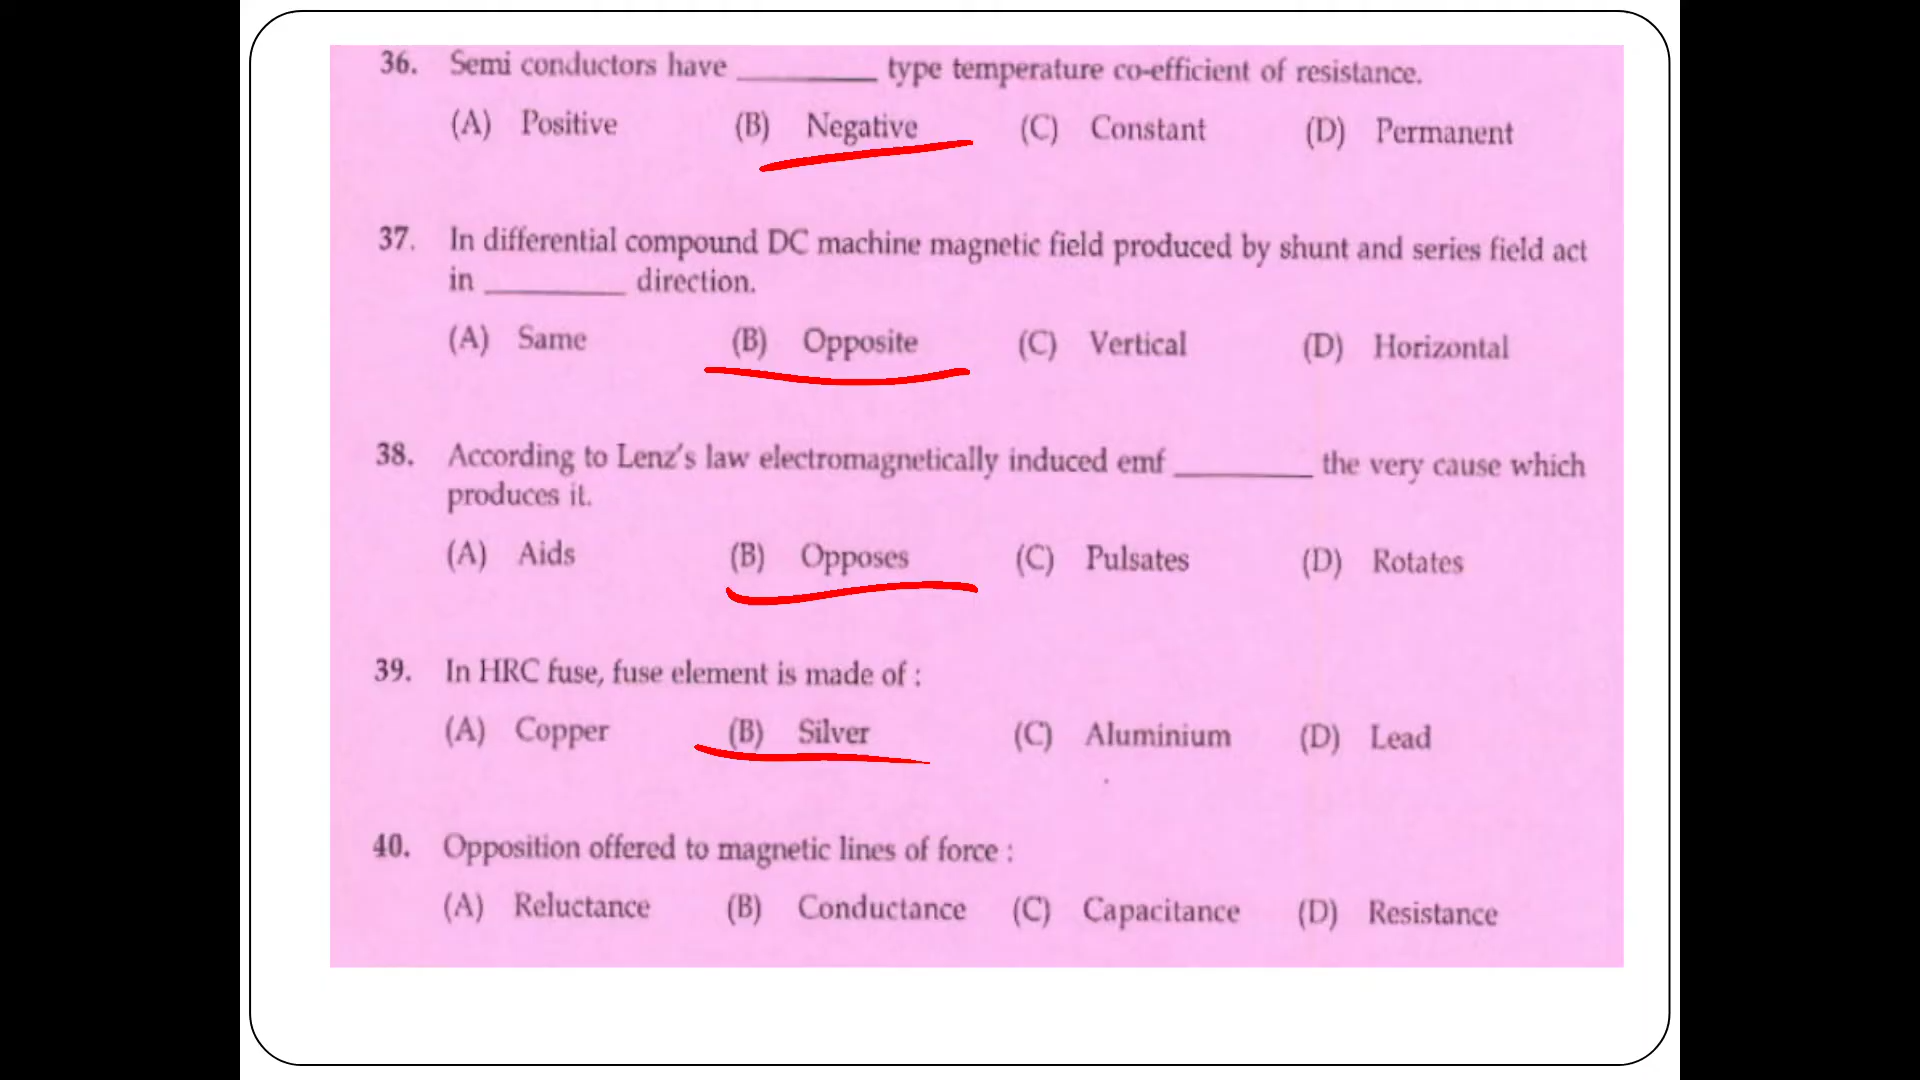 36. Semi conductors have __________ type temperature co-efficient of resistance.
(A) Positive (B) Negative (C) Constant (D) Permanent
37. In differential compound DC machine magnetic field produced by shunt and series field act
in __________ direction.
(A) Same (B) Opposite (C) Vertical (D) Horizontal
38. According to Lenz's law electromagnetically induced emf __________ the very cause which
produces it.
(A) Aids (B) Opposes (C) Pulsates (D) Rotates
39. In HRC fuse, fuse element is made of :
(A) Copper (B) Silver (C) Aluminium (D) Lead
40. Opposition offered to magnetic lines of force :
(A) Reluctance (B) Conductance (C) Capacitance (D) Resistance